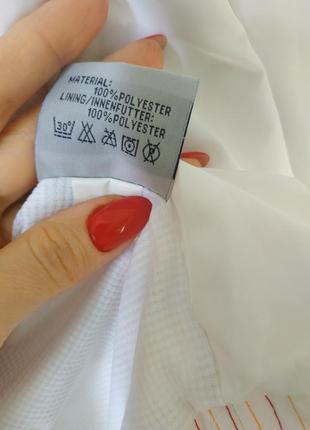 MATERIAL:
100%POLYESTER
LINING/INNENFUTTER:
100%POLYESTER
30°
P